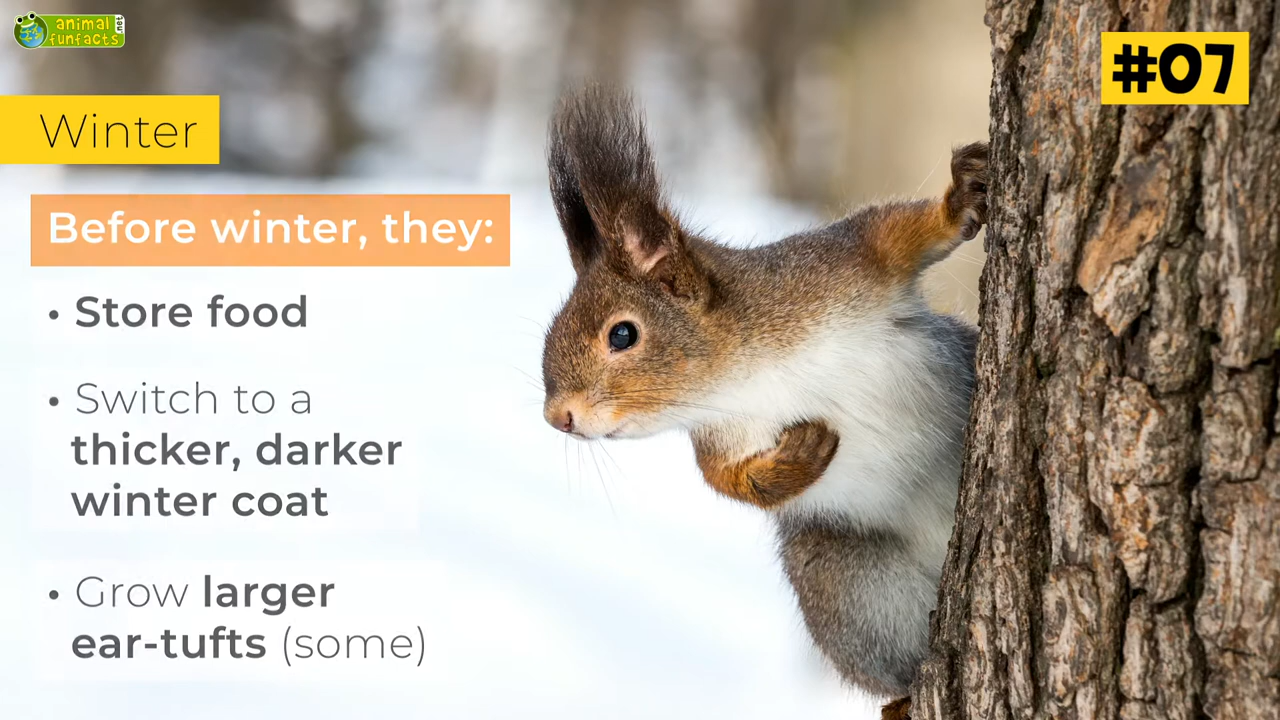 animal
funfacts
.net
#07
Winter
Before winter, they:
• Store food
• Switch to a
thicker, darker
winter coat
• Grow larger
ear-tufts (some)